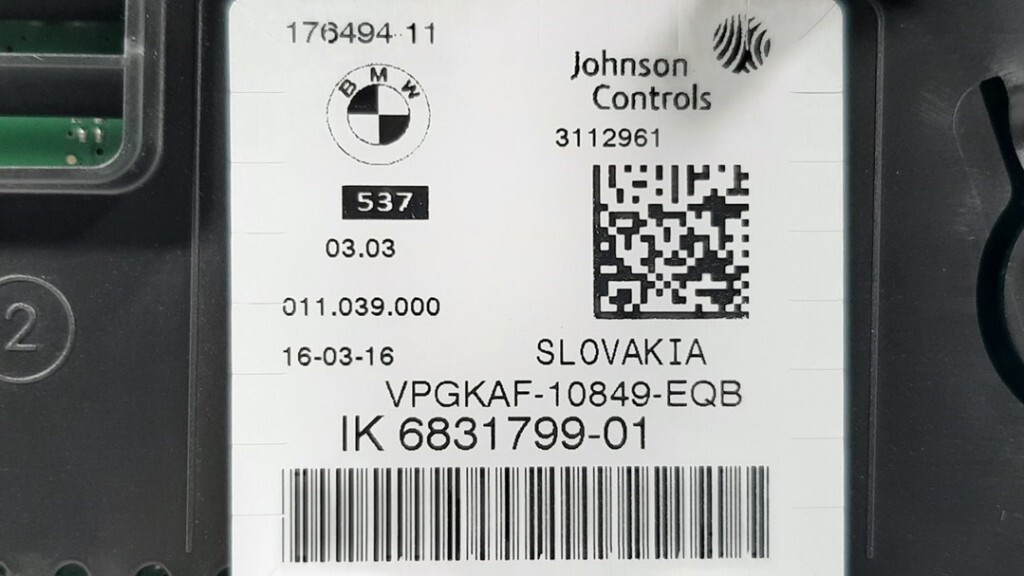 176494 11
BMW
Johnson
Controls
3112961
537
03.03
011.039.000
16-03-16
SLOVAKIA
VPGKAF-10849-EQB
IK 6831799-01
2